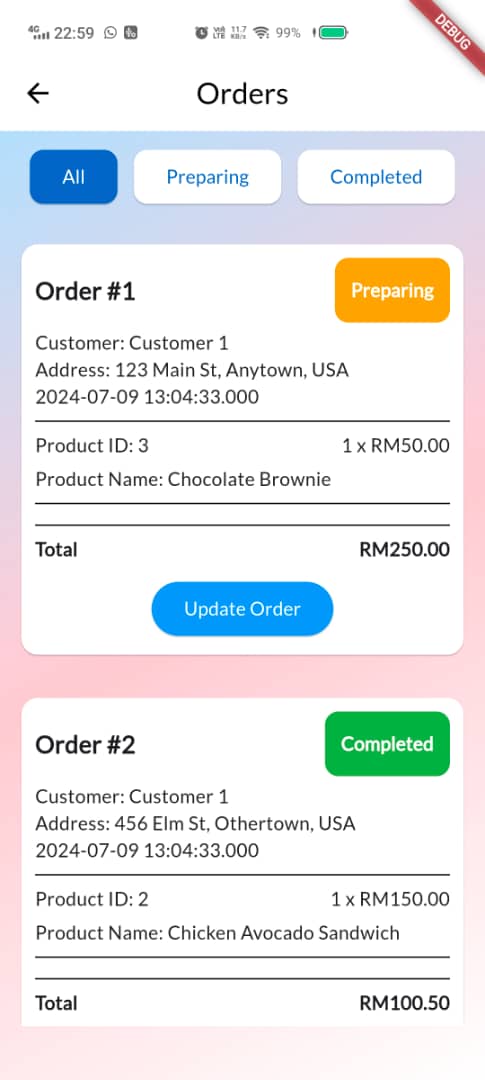 4G 22:59 11.7 KB/s 99% DEBUG
Orders
All Preparing Completed
Order #1 Preparing
Customer: Customer 1
Address: 123 Main St, Anytown, USA
2024-07-09 13:04:33.000
Product ID: 3 1 x RM50.00
Product Name: Chocolate Brownie
Total RM250.00
Update Order
Order #2 Completed
Customer: Customer 1
Address: 456 Elm St, Othertown, USA
2024-07-09 13:04:33.000
Product ID: 2 1 x RM150.00
Product Name: Chicken Avocado Sandwich
Total RM100.50